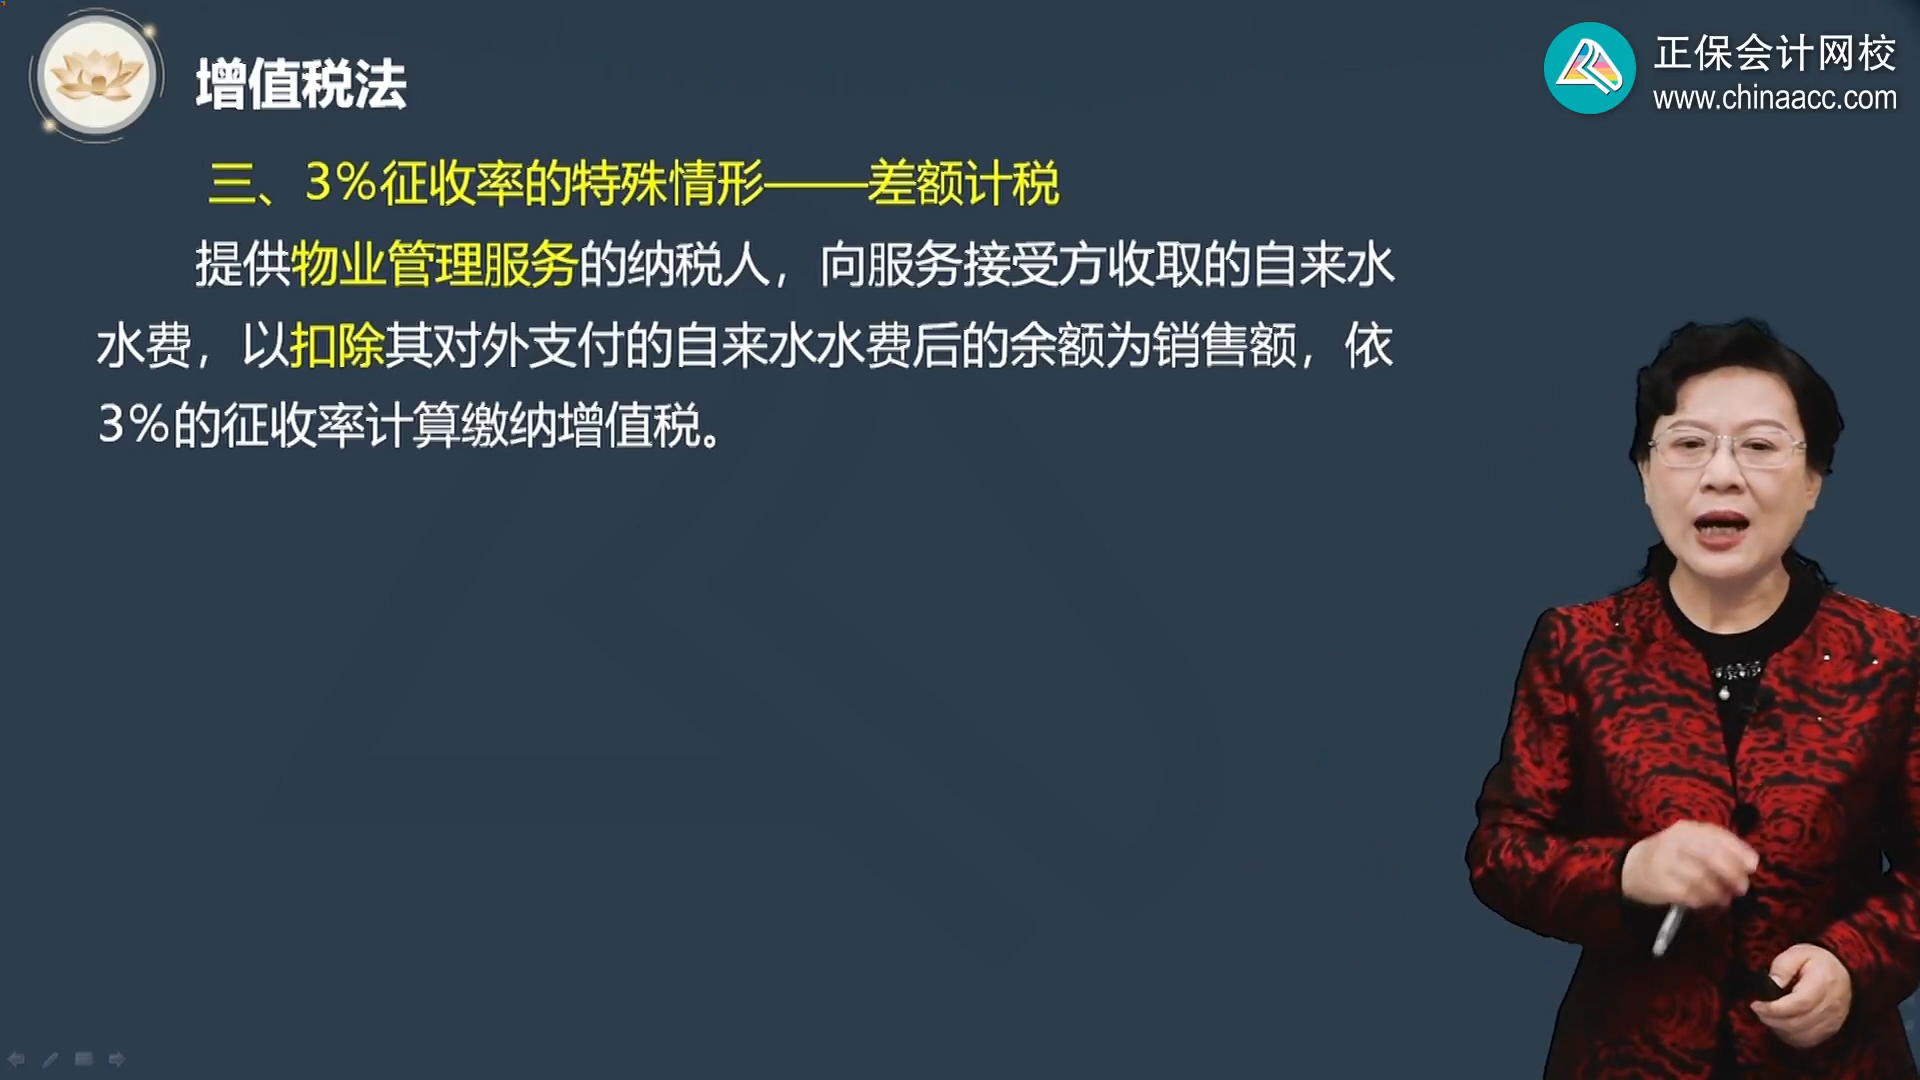 增值税法
正保会计网校
www.chinaacc.com
三、3%征收率的特殊情形——差额计税
提供物业管理服务的纳税人，向服务接受方收取的自来水
水费，以扣除其对外支付的自来水水费后的余额为销售额，依
3%的征收率计算缴纳增值税。